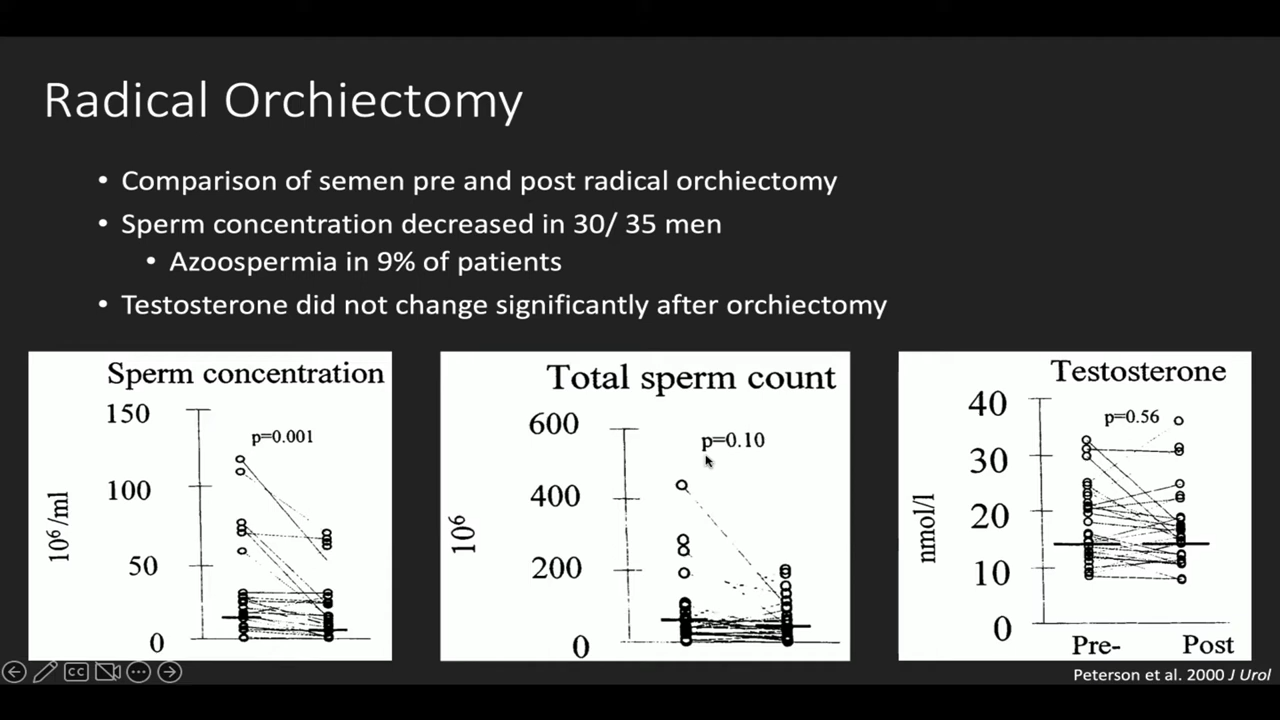 Radical Orchiectomy
• Comparison of semen pre and post radical orchiectomy
• Sperm concentration decreased in 30/ 35 men
• Azoospermia in 9% of patients
• Testosterone did not change significantly after orchiectomy
Sperm concentration
150
p=0.001
100
50
0
10⁶/ml
Total sperm count
600
p=0.10
400
200
0
10⁶
Testosterone
40
p=0.56
30
20
10
0
nmol/l
Pre- Post
CC
Peterson et al. 2000 J Urol